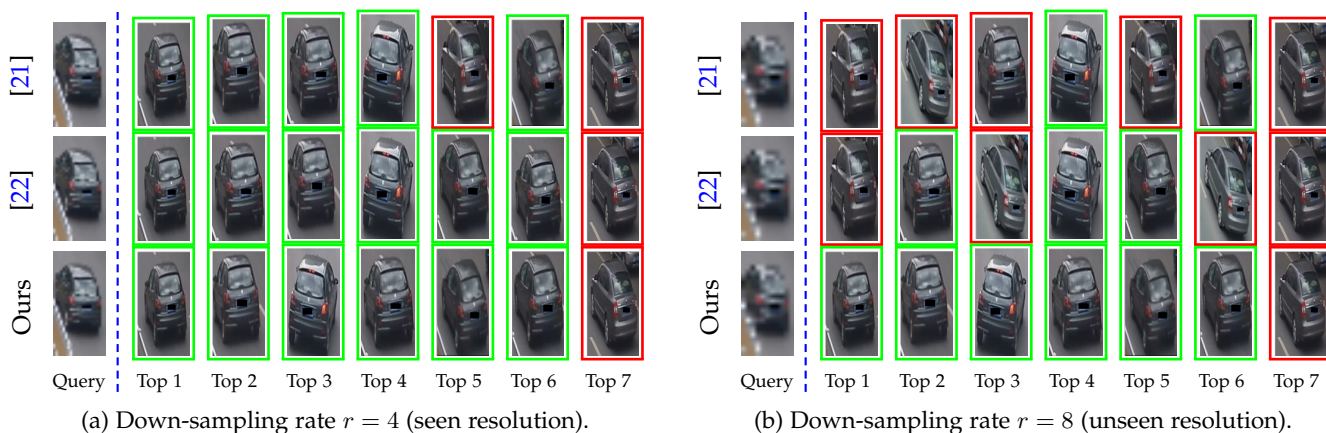 [21]
[22]
Ours
Query Top 1 Top 2 Top 3 Top 4 Top 5 Top 6 Top 7
(a) Down-sampling rate r = 4 (seen resolution).
[21]
[22]
Ours
Query Top 1 Top 2 Top 3 Top 4 Top 5 Top 6 Top 7
(b) Down-sampling rate r = 8 (unseen resolution).